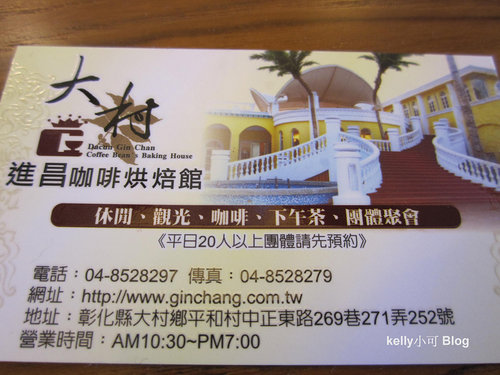 大村
Dacun Gin Chan
Coffee Bean's Baking House
進昌咖啡烘焙館
休閒、觀光、咖啡、下午茶、團體聚會
《平日20人以上團體請先預約》
電話：04-8528297 傳真：04-8528279
網址：http://www.ginchang.com.tw
地址：彰化縣大村鄉平和村中正東路269巷271弄252號
營業時間：AM10:30~PM7:00
kelly小可 Blog